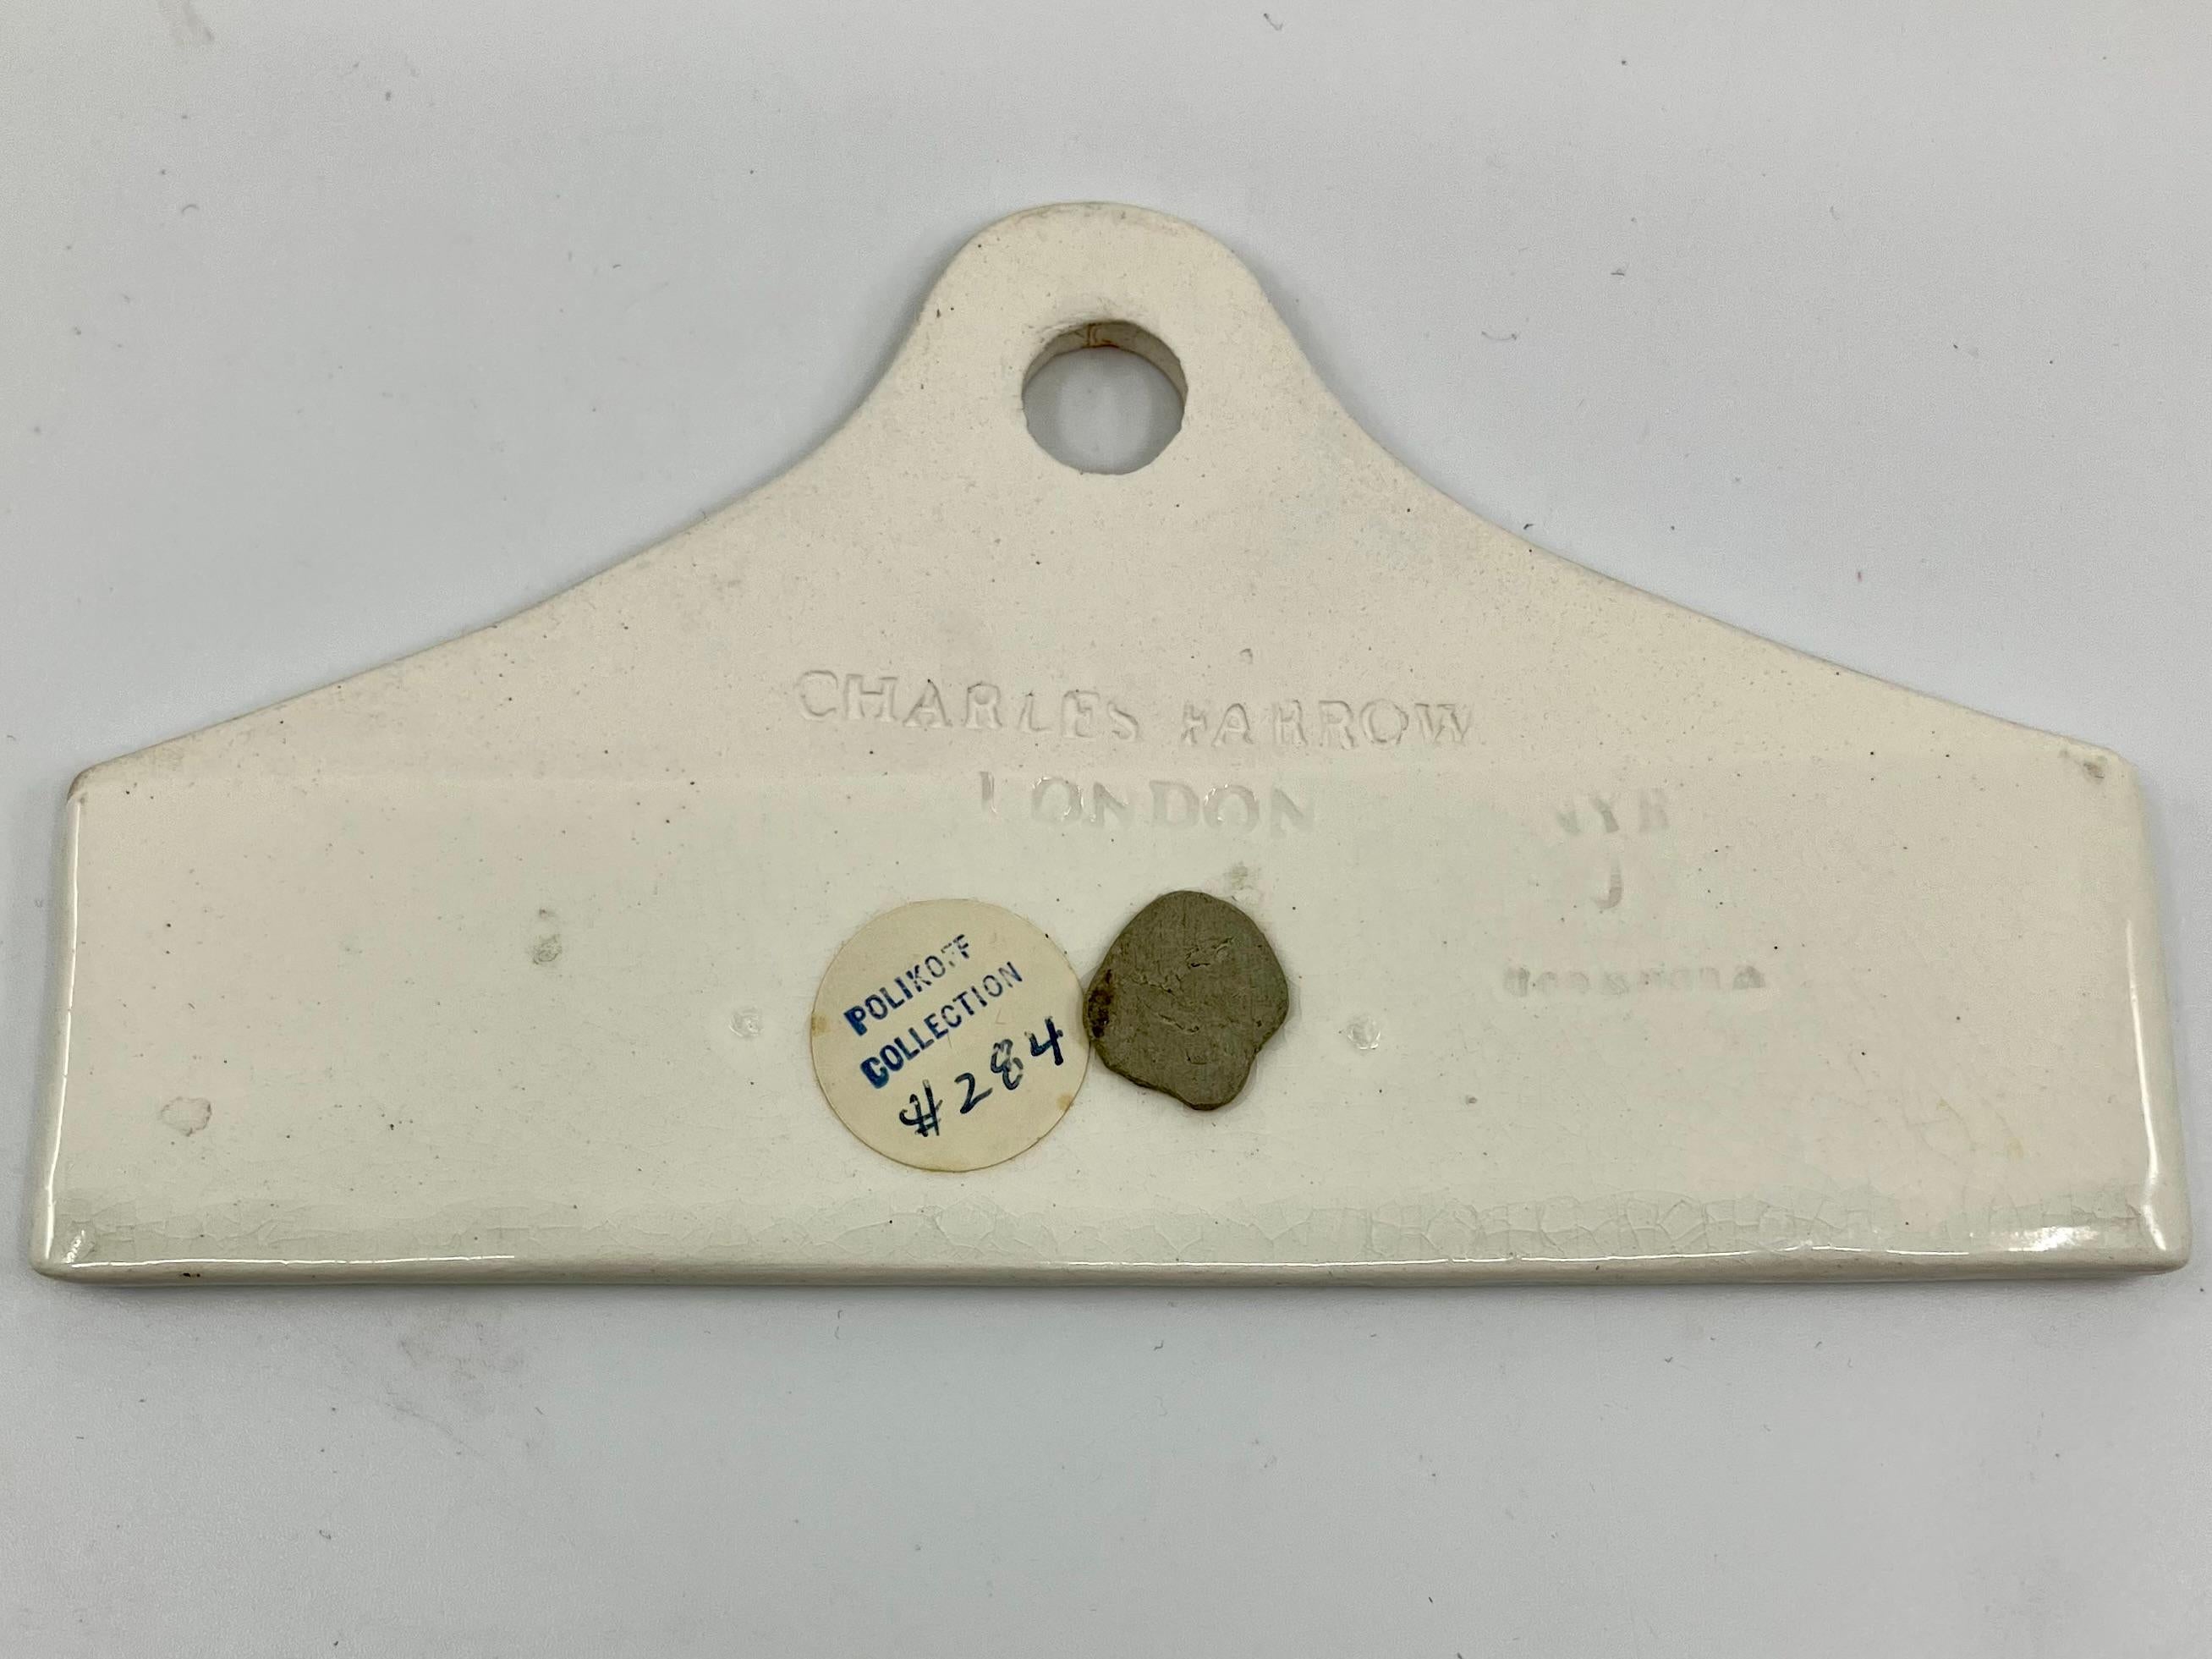 CHARLES FARROW
LONDON
J
POLIKOFF
COLLECTION
#284